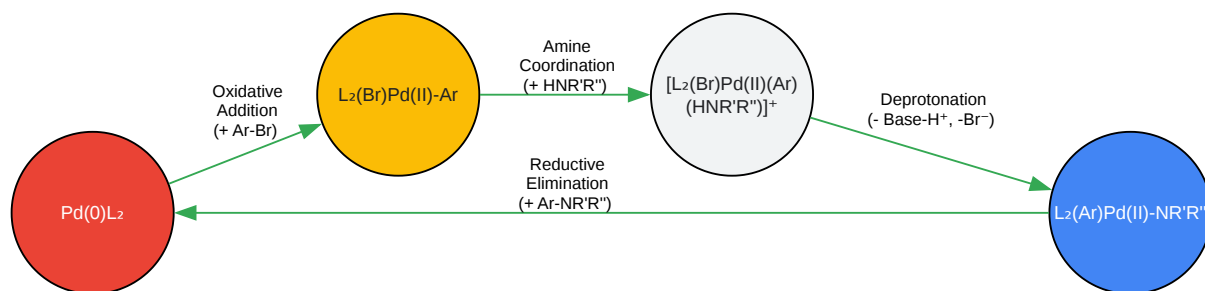 Amine
Coordination
(+ HNR'R")
Oxidative
Addition
(+ Ar-Br)
L₂(Br)Pd(II)-Ar
[L₂(Br)Pd(II)(Ar)
(HNR'R")]⁺
Deprotonation
(- Base-H⁺, -Br⁻)
Reductive
Elimination
(+ Ar-NR'R")
Pd(0)L₂
L₂(Ar)Pd(II)-NR'R"